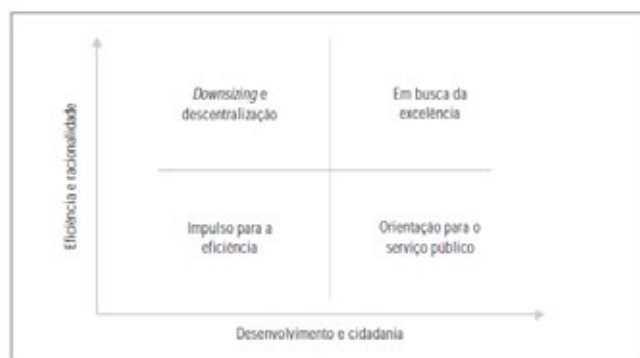 Eficiência e racionalidade
Downsizing e
descentralização
Em busca da
excelência
Impulso para a
eficiência
Orientação para o
serviço público
Desenvolvimento e cidadania